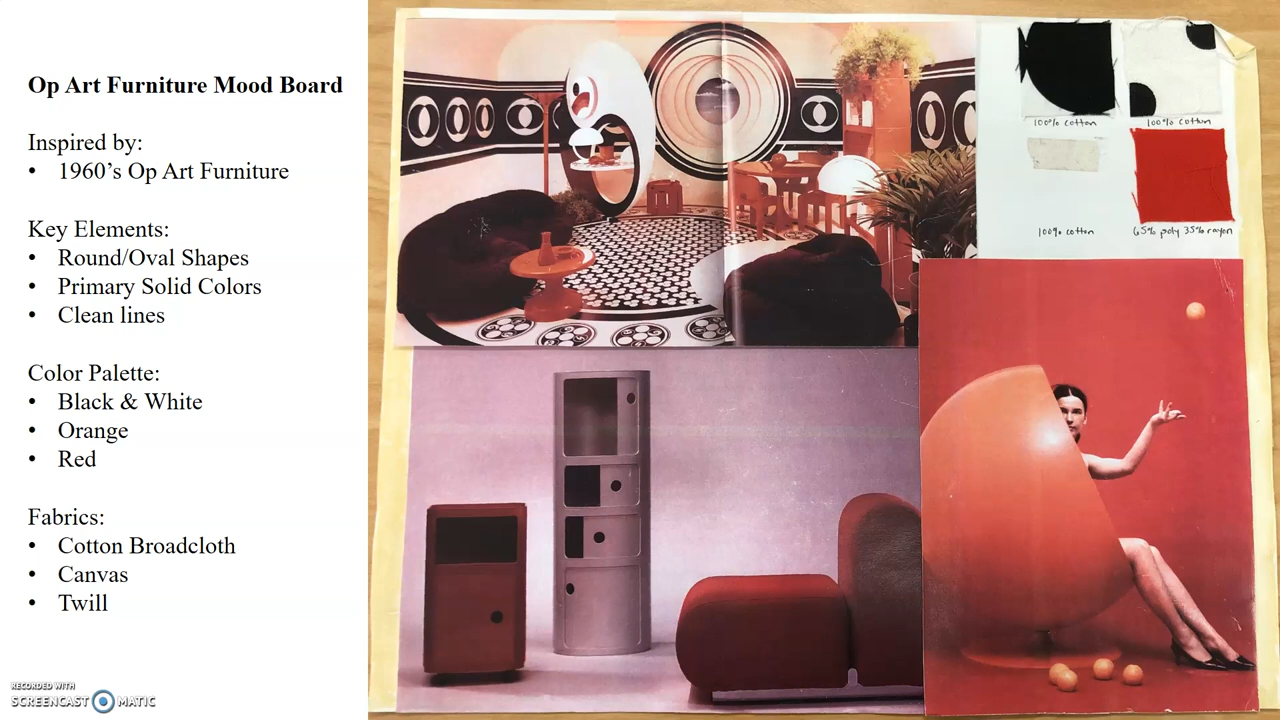 Op Art Furniture Mood Board
Inspired by:
• 1960's Op Art Furniture
Key Elements:
• Round/Oval Shapes
• Primary Solid Colors
• Clean lines
Color Palette:
• Black & White
• Orange
• Red
Fabrics:
• Cotton Broadcloth
• Canvas
• Twill
100% cotton
100% cotton
100% cotton
65% poly 35% rayon
RECORDED WITH
SCREENCAST MATIC